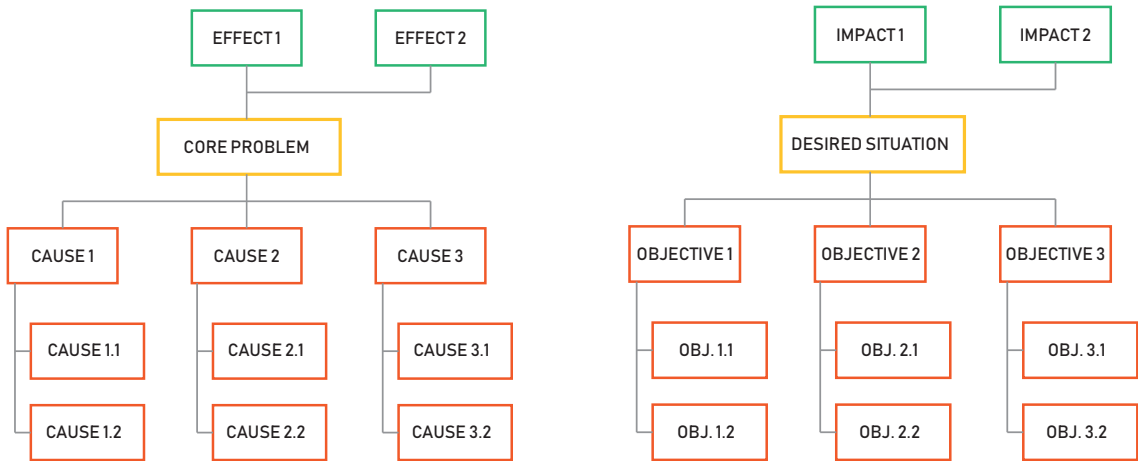 EFFECT 1
EFFECT 2
CORE PROBLEM
CAUSE 1
CAUSE 2
CAUSE 3
CAUSE 1.1
CAUSE 2.1
CAUSE 3.1
CAUSE 1.2
CAUSE 2.2
CAUSE 3.2
IMPACT 1
IMPACT 2
DESIRED SITUATION
OBJECTIVE 1
OBJECTIVE 2
OBJECTIVE 3
OBJ. 1.1
OBJ. 2.1
OBJ. 3.1
OBJ. 1.2
OBJ. 2.2
OBJ. 3.2